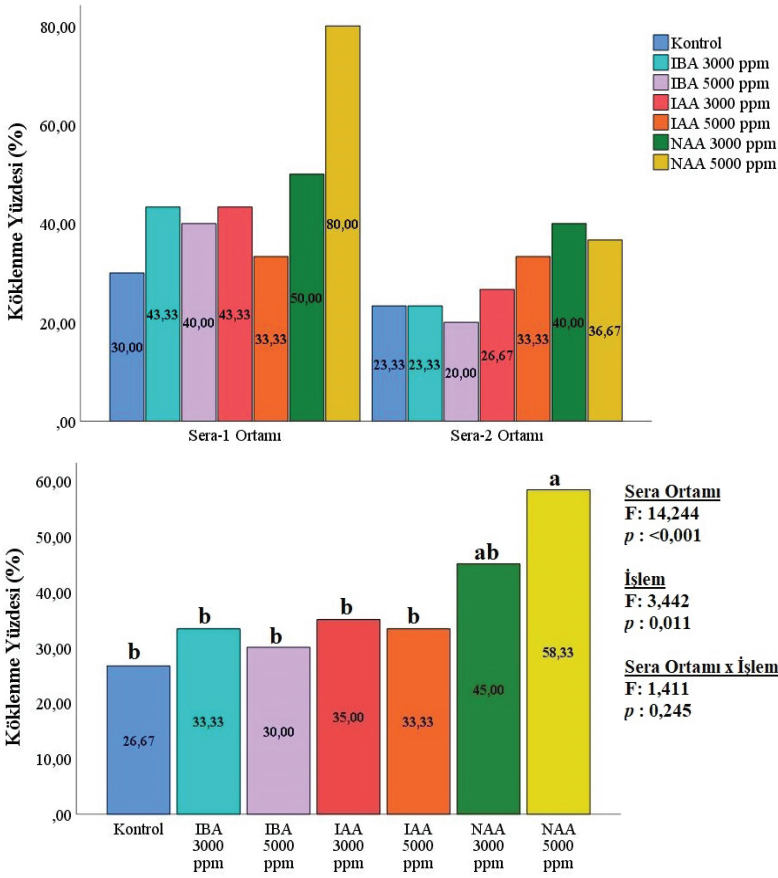 Köklenme Yüzdesi (%)
80,00
60,00
40,00
20,00
,00
30,00
43,33
40,00
43,33
33,33
50,00
80,00
23,33
23,33
20,00
26,67
33,33
40,00
36,67
Sera-1 Ortamı
Sera-2 Ortamı
Kontrol
IBA 3000 ppm
IBA 5000 ppm
IAA 3000 ppm
IAA 5000 ppm
NAA 3000 ppm
NAA 5000 ppm
Köklenme Yüzdesi (%)
60,00
50,00
40,00
30,00
20,00
10,00
,00
b
b
b
b
b
ab
a
26,67
33,33
30,00
35,00
33,33
45,00
58,33
Kontrol
IBA
3000
ppm
IBA
5000
ppm
IAA
3000
ppm
IAA
5000
ppm
NAA
3000
ppm
NAA
5000
ppm
Sera Ortamı
F: 14,244
p : <0,001
İşlem
F: 3,442
p : 0,011
Sera Ortamı x İşlem
F: 1,411
p : 0,245